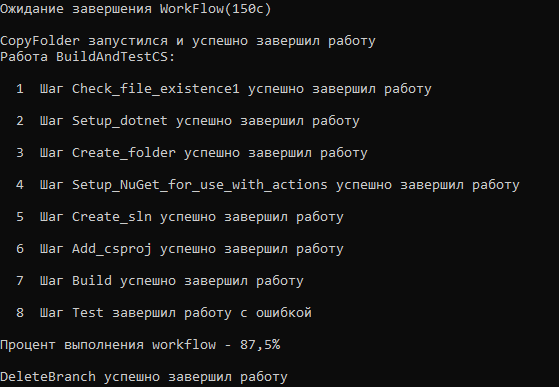 Ожидание завершения WorkFlow(150с)
CopyFolder запустился и успешно завершил работу
Работа BuildAndTestCS:
1 Шаг Check_file_existence1 успешно завершил работу
2 Шаг Setup_dotnet успешно завершил работу
3 Шаг Create_folder успешно завершил работу
4 Шаг Setup_NuGet_for_use_with_actions успешно завершил работу
5 Шаг Create_sln успешно завершил работу
6 Шаг Add_csproj успешно завершил работу
7 Шаг Build успешно завершил работу
8 Шаг Test завершил работу с ошибкой
Процент выполнения workflow - 87,5%
DeleteBranch успешно завершил работу